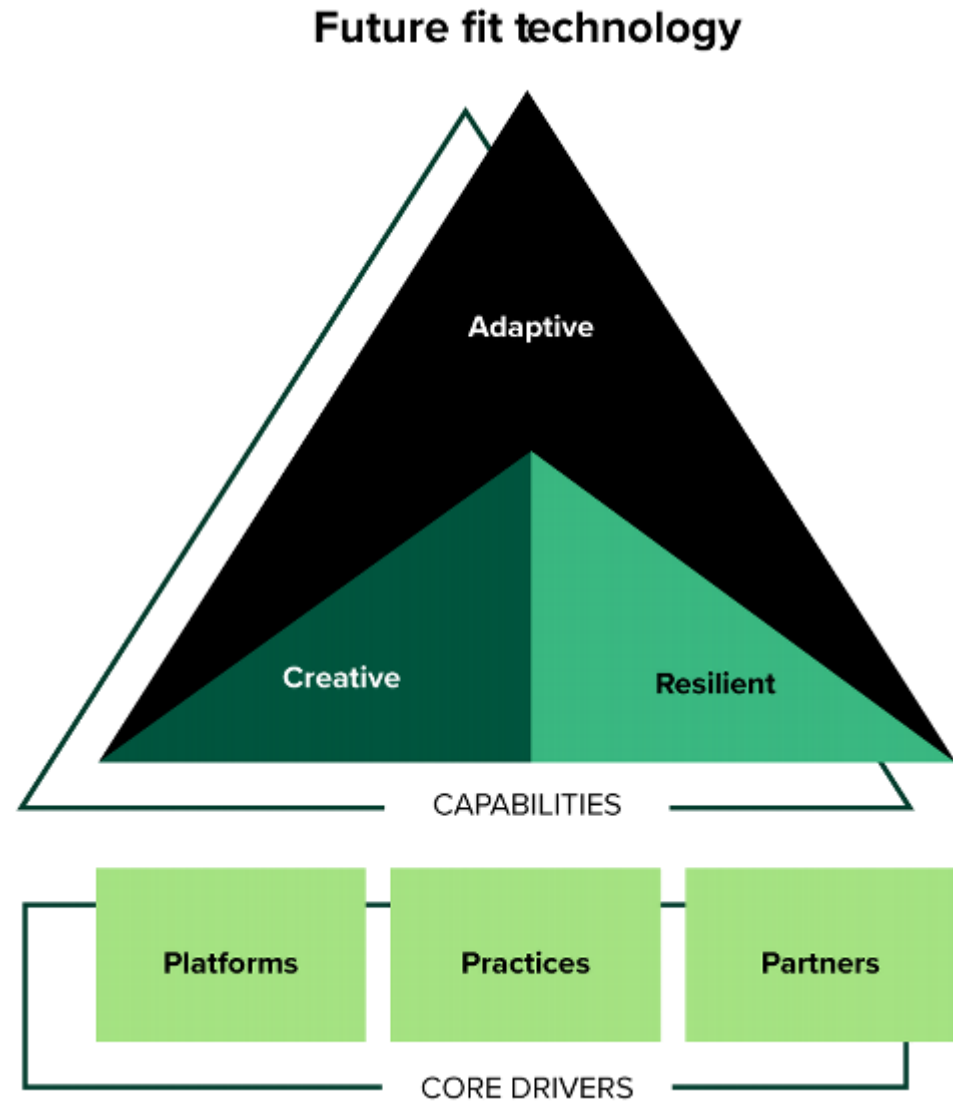 Future fit technology
Adaptive
Creative
Resilient
CAPABILITIES
Platforms
Practices
Partners
CORE DRIVERS